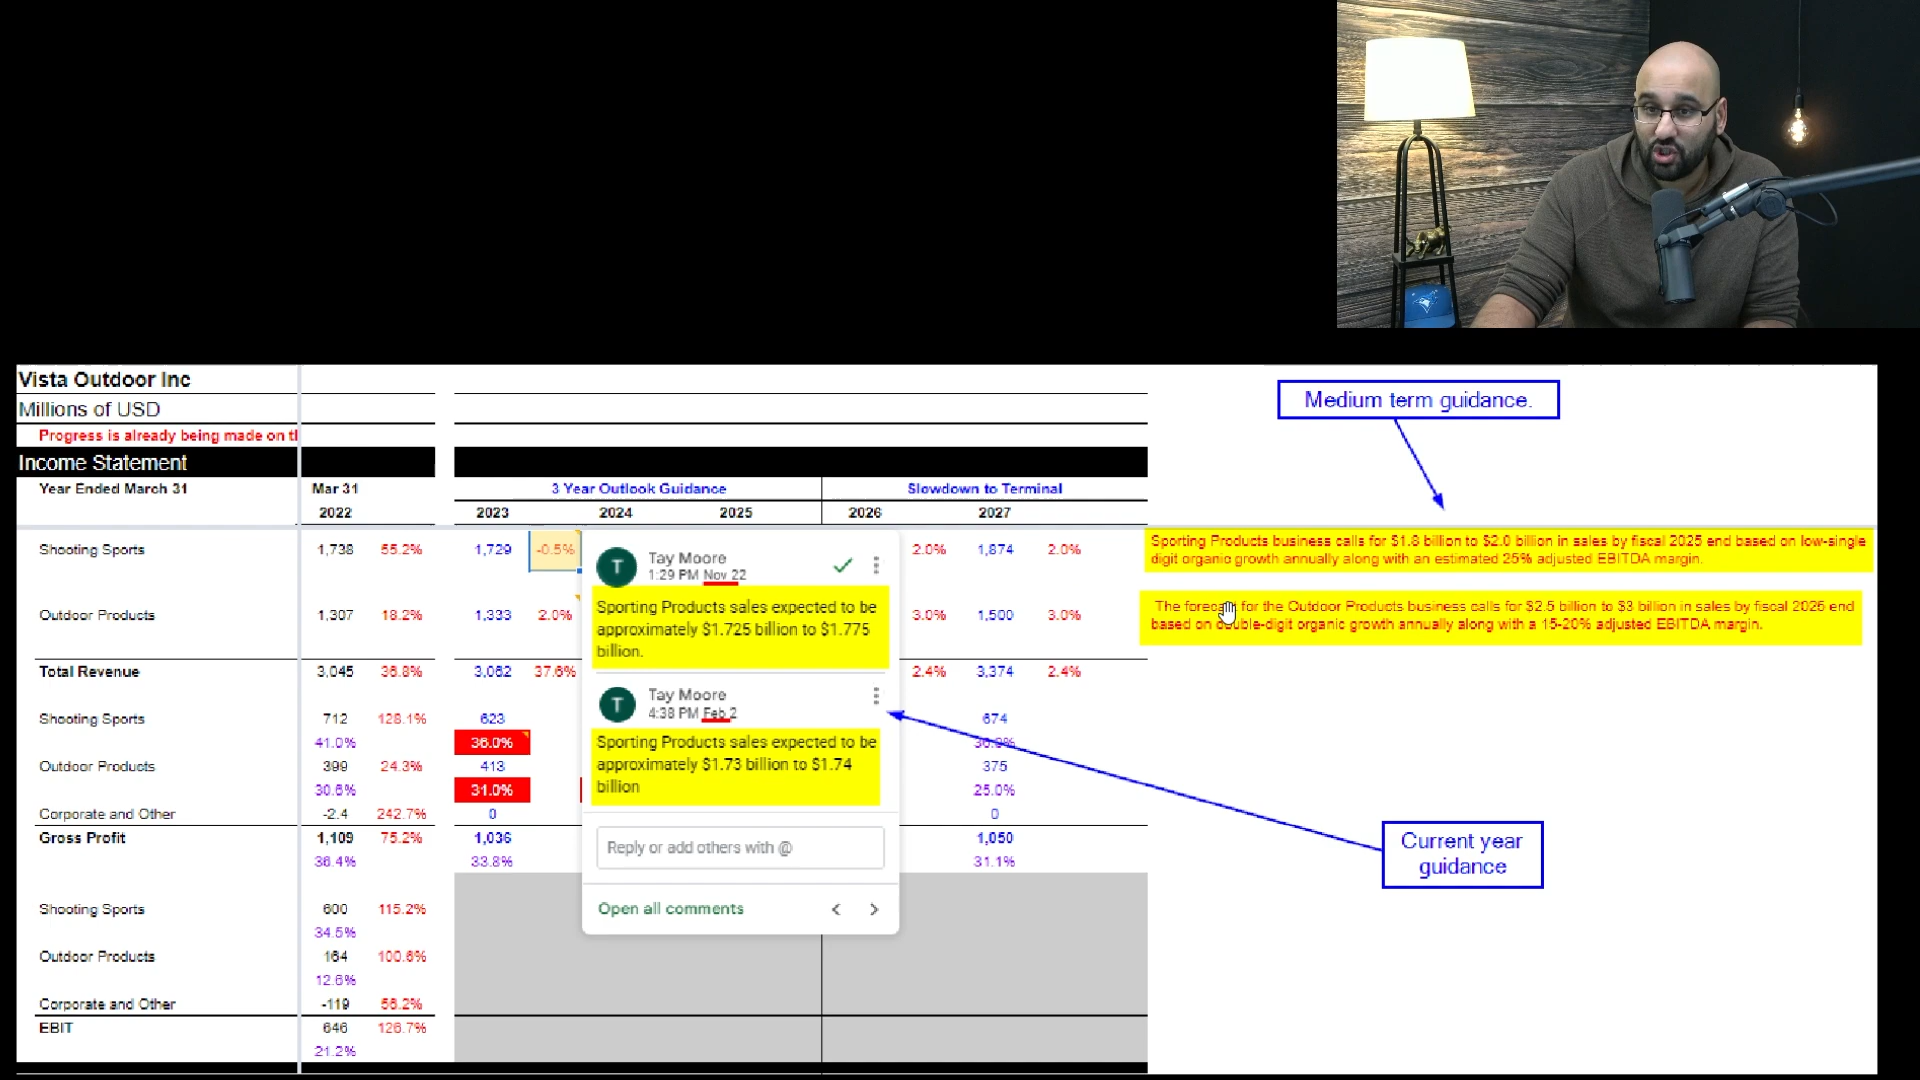 Vista Outdoor Inc
Millions of USD
Medium term guidance.
Progress is already being made on tl
Income Statement
Year Ended March 31 Mar 31 3 Year Outlook Guidance Slowdown to Terminal
2022 2023 2024 2025 2026 2027
Shooting Sports 1,738 55.2% 1,729 -0.5% 2.0% 1,874 2.0%
Sporting Products business calls for $1.8 billion to $2.0 billion in sales by fiscal 2025 end based on low-single
digit organic growth annually along with an estimated 25% adjusted EBITDA margin.
Outdoor Products 1,307 18.2% 1,333 2.0% 3.0% 1,500 3.0%
The forecast for the Outdoor Products business calls for $2.5 billion to $3 billion in sales by fiscal 2025 end
based on double-digit organic growth annually along with a 15-20% adjusted EBITDA margin.
Total Revenue 3,045 36.8% 3,062 37.6% 2.4% 3,374 2.4%
Shooting Sports 712 128.1% 623 674
41.0% 36.0% 36.0%
Outdoor Products 399 24.3% 413 375
30.6% 31.0% 25.0%
Corporate and Other -2.4 242.7% 0 0
Gross Profit 1,109 75.2% 1,036 1,050
36.4% 33.8% 31.1%
Shooting Sports 600 115.2%
34.5%
Outdoor Products 164 100.6%
12.6%
Corporate and Other -119 56.2%
EBIT 646 126.7%
21.2%
T
Tay Moore
1:29 PM Nov 22
Sporting Products sales expected to be
approximately $1.725 billion to $1.775
billion.
T
Tay Moore
4:38 PM Feb 2
Sporting Products sales expected to be
approximately $1.73 billion to $1.74
billion
Reply or add others with @
Open all comments
Current year
guidance